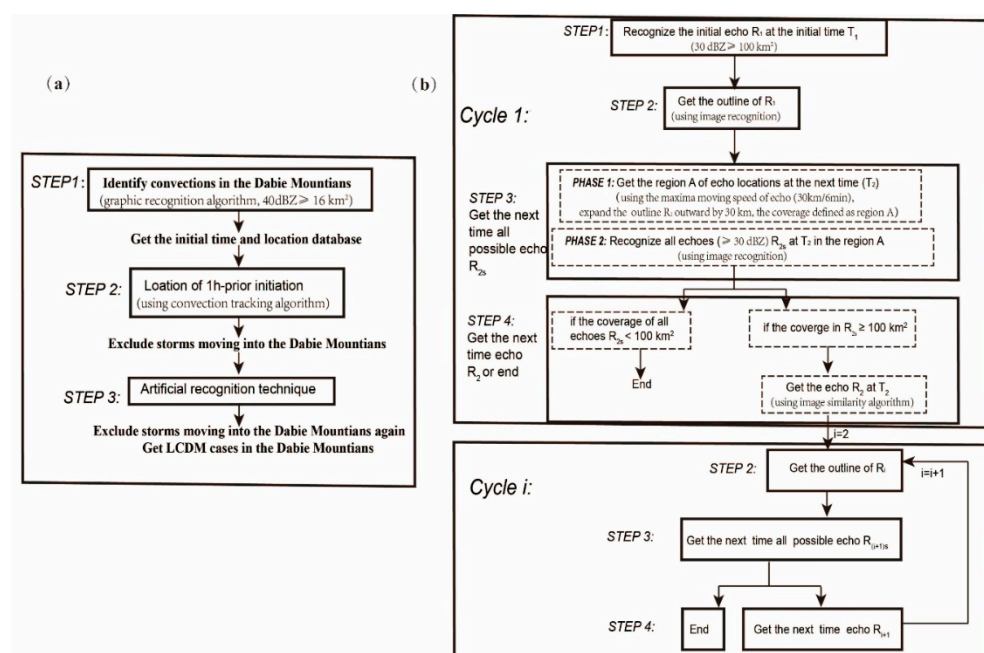 (a)
STEP1:
Identify convections in the Dabie Mountians
(graphic recognition algorithm, 40dBZ ≥ 16 km²)
Get the initial time and location database
STEP 2:
Loation of 1h-prior initiation
(using convection tracking algorithm)
Exclude storms moving into the Dabie Mountians
STEP 3:
Artificial recognition technique
Exclude storms moving into the Dabie Mountians again
Get LCDM cases in the Dabie Mountians
(b)
STEP1:
Recognize the initial echo R₁ at the initial time T₁
(30 dBZ ≥ 100 km²)
Cycle 1:
STEP 2:
Get the outline of R₁
(using image recognition)
STEP 3:
Get the next
time all
possible echo
R₂ₛ
PHASE 1: Get the region A of echo locations at the next time (T₂)
(using the maxima moving speed of echo (30km/6min),
expand the outline R₁ outward by 30 km, the coverage defined as region A)
PHASE 2: Recognize all echoes (≥ 30 dBZ) R₂ₛ at T₂ in the region A
(using image recognition)
STEP 4:
Get the next
time echo
R₂ or end
if the coverage of all
echoes R₂ₛ < 100 km²
End
if the coverge in R₂ₛ ≥ 100 km²
Get the echo R₂ at T₂
(using image similarity algorithm)
i=2
Cycle i:
STEP 2:
Get the outline of Rᵢ
i=i+1
STEP 3:
Get the next time all possible echo R₍ᵢ₊₁₎ₛ
STEP 4:
End
Get the next time echo Rᵢ₊₁